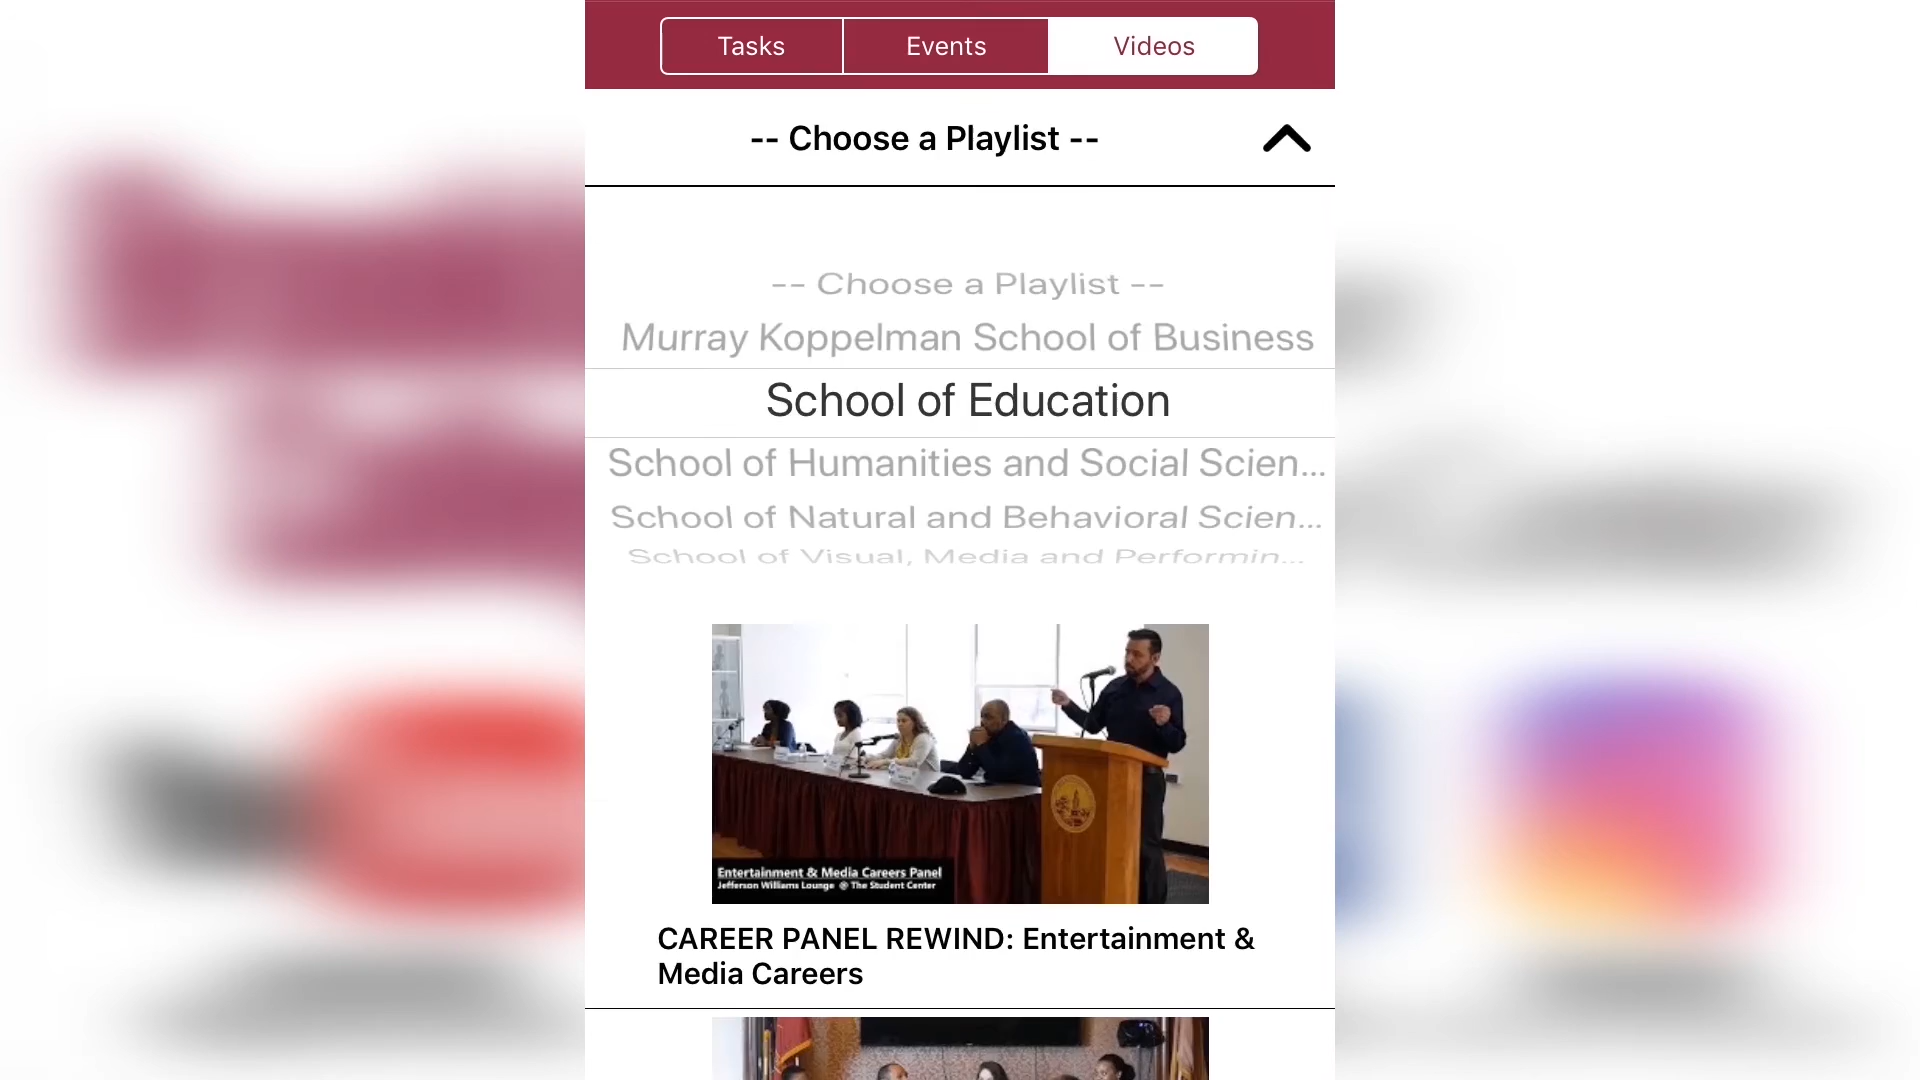 Tasks
Events
Videos
-- Choose a Playlist --
-- Choose a Playlist --
Murray Koppelman School of Business
School of Education
School of Humanities and Social Scien...
School of Natural and Behavioral Scien...
School of Visual, Media and Performin...
Entertainment & Media Careers Panel
Jefferson Williams Lounge @ The Student Center
CAREER PANEL REWIND: Entertainment &
Media Careers